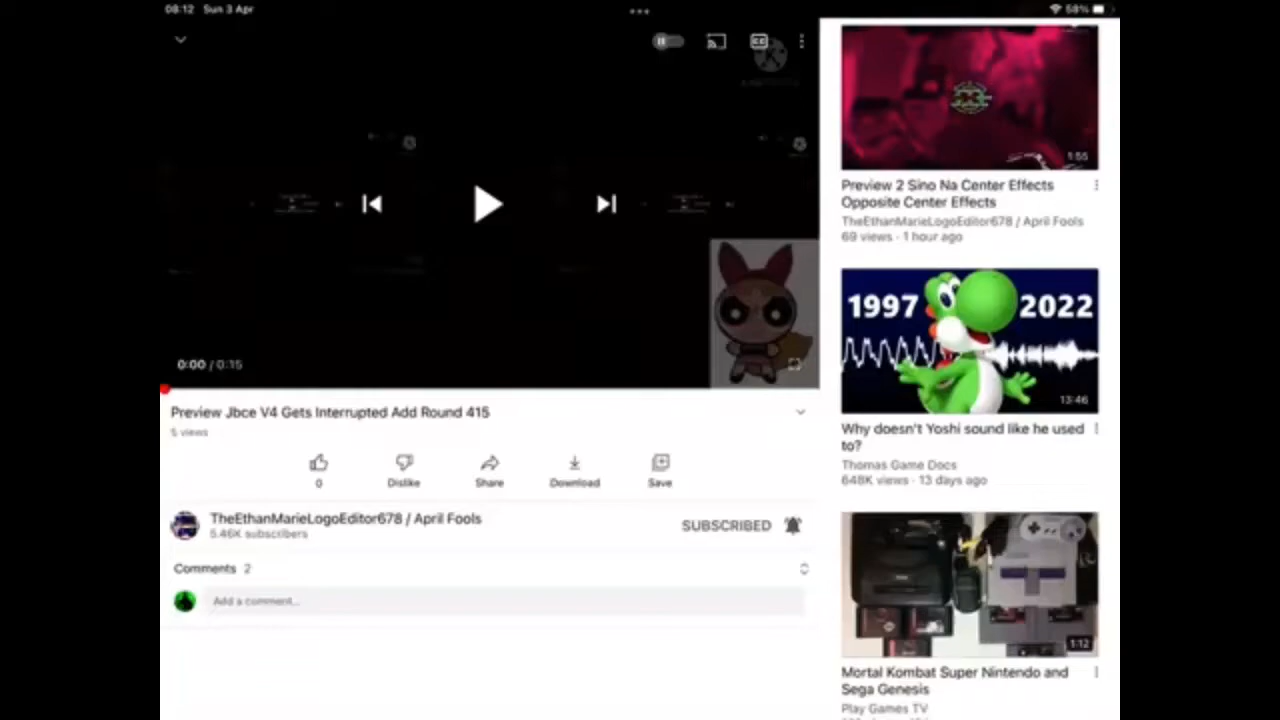 08:12 Sun 3 Apr
58%
CC
0:00 / 0:15
Preview Jbce V4 Gets Interrupted Add Round 415
5 views
0
Dislike
Share
Download
Save
TheEthanMarieLogoEditor678 / April Fools
5.46K subscribers
SUBSCRIBED
Comments 2
Add a comment...
1:55
Preview 2 Sino Na Center Effects
Opposite Center Effects
TheEthanMarieLogoEditor678 / April Fools
69 views · 1 hour ago
1997 2022
13:46
Why doesn't Yoshi sound like he used
to?
Thomas Game Docs
648K views · 13 days ago
1:12
Mortal Kombat Super Nintendo and
Sega Genesis
Play Games TV